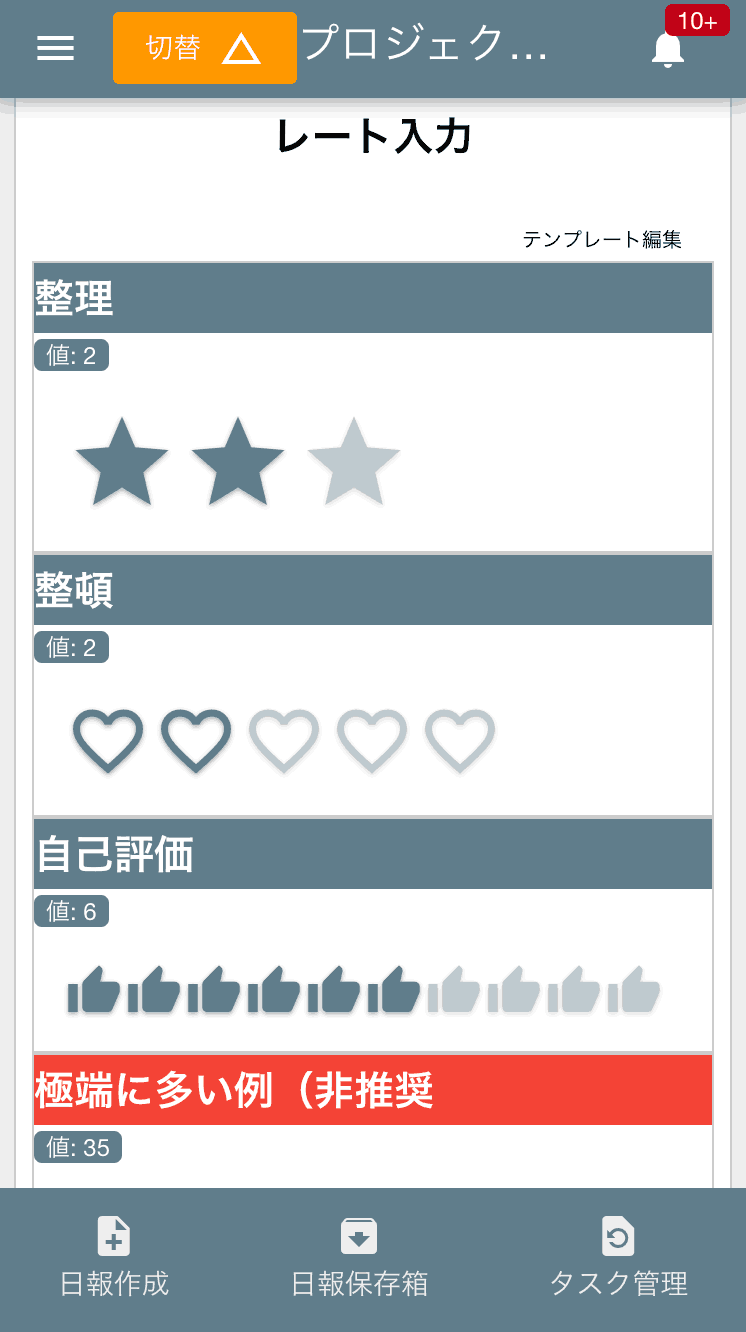 切替
プロジェク...
10+
レート入力
テンプレート編集
整理
値: 2
整頓
値: 2
自己評価
値: 6
極端に多い例（非推奨
値: 35
日報作成
日報保存箱
タスク管理